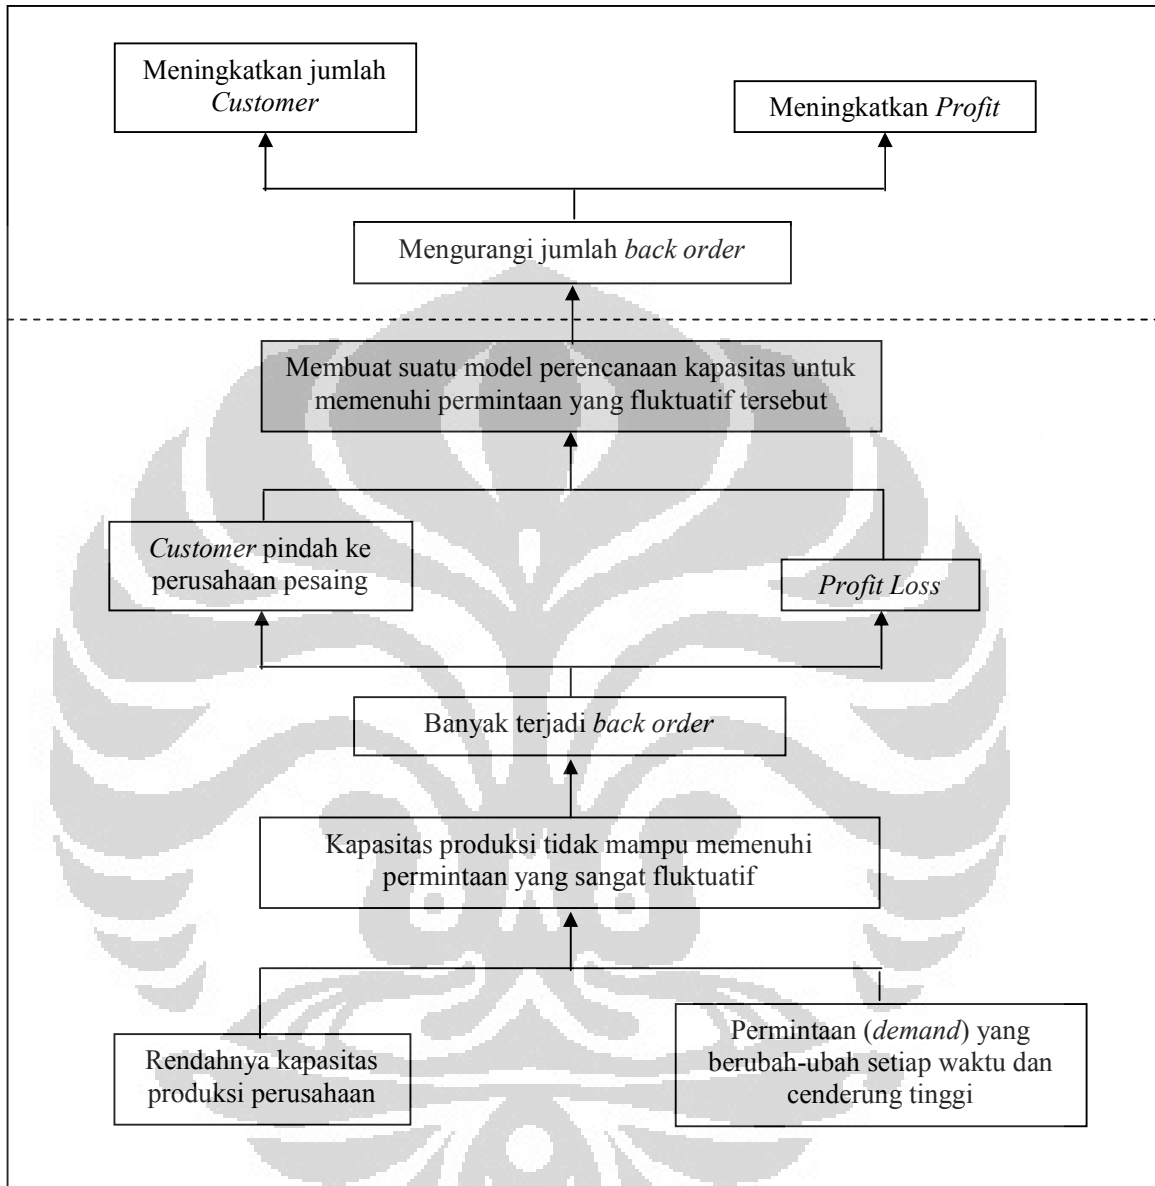 Meningkatkan jumlah
Customer
Meningkatkan Profit
Mengurangi jumlah back order
Membuat suatu model perencanaan kapasitas untuk
memenuhi permintaan yang fluktuatif tersebut
Customer pindah ke
perusahaan pesaing
Profit Loss
Banyak terjadi back order
Kapasitas produksi tidak mampu memenuhi
permintaan yang sangat fluktuatif
Rendahnya kapasitas
produksi perusahaan
Permintaan (demand) yang
berubah-ubah setiap waktu dan
cenderung tinggi